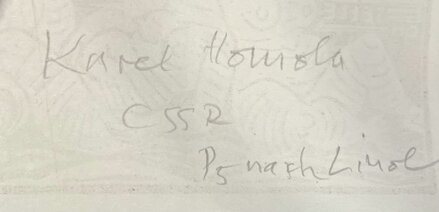 Karel Homola
CSSR
P5 nach Linol